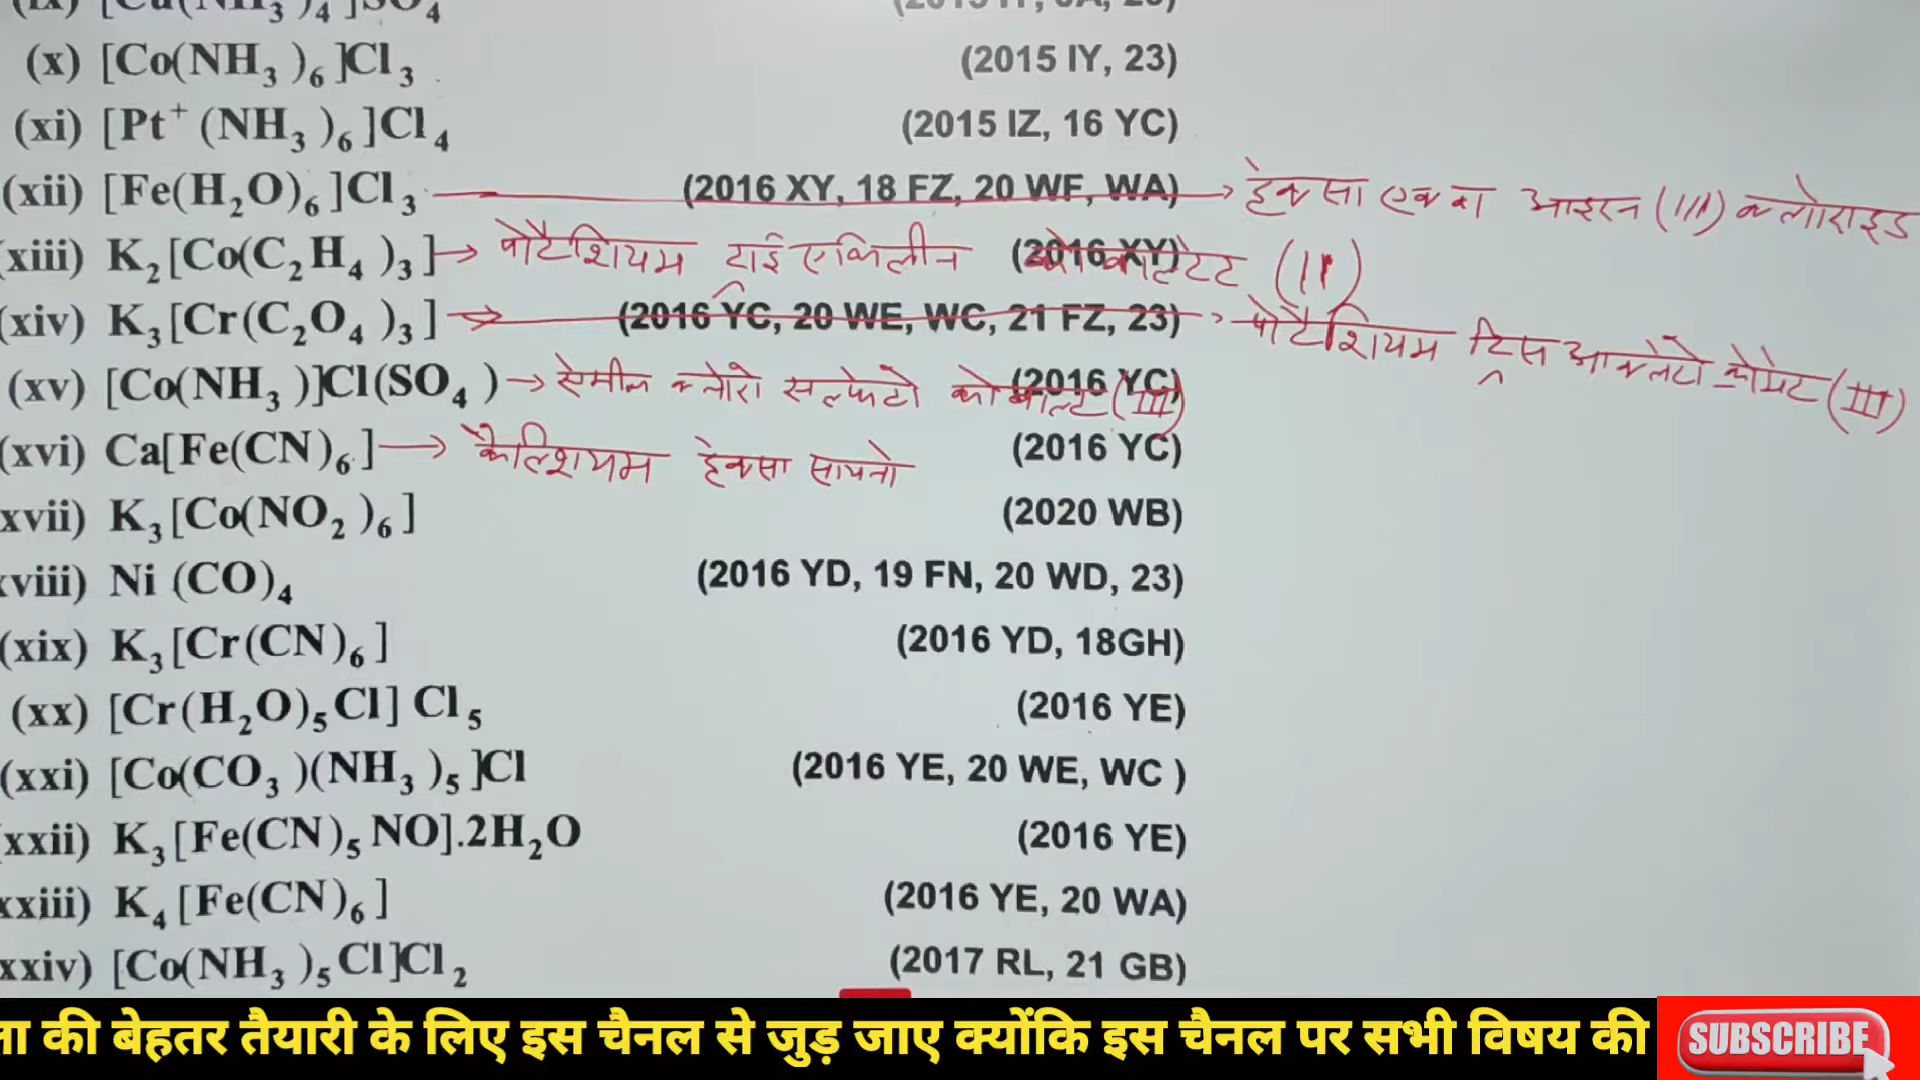 (x) [Co(NH₃)₆]Cl₃ (2015 IY, 23)
(xi) [Pt⁺(NH₃)₆]Cl₄ (2015 IZ, 16 YC)
(xii) [Fe(H₂O)₆]Cl₃ (2016 XY, 18 FZ, 20 WF, WA) → हेक्सा एक्वा आइरन (III) क्लोराइड
(xiii) K₂[Co(C₂H₄)₃] → पोटैशियम ट्राई एथिलीन (2016 XY) (II)
(xiv) K₃[Cr(C₂O₄)₃] → (2016 YC, 20 WE, WC, 21 FZ, 23) → पोटैशियम ट्रिस (III)
(xv) [Co(NH₃)]Cl(SO₄) → क्लोरो सल्फेटो (2016 YC) (III)
(xvi) Ca[Fe(CN)₆] → कैल्शियम हेक्सा सायनो (2016 YC)
xvii) K₃[Co(NO₂)₆] (2020 WB)
viii) Ni (CO)₄ (2016 YD, 19 FN, 20 WD, 23)
(xix) K₃[Cr(CN)₆] (2016 YD, 18GH)
(xx) [Cr(H₂O)₅Cl] Cl₅ (2016 YE)
(xxi) [Co(CO₃)(NH₃)₅]Cl (2016 YE, 20 WE, WC )
xxii) K₃[Fe(CN)₅NO].2H₂O (2016 YE)
xxiii) K₄[Fe(CN)₆] (2016 YE, 20 WA)
xxiv) [Co(NH₃)₅Cl]Cl₂ (2017 RL, 21 GB)
की बेहतर तैयारी के लिए इस चैनल से जुड़ जाए क्योंकि इस चैनल पर सभी विषय की
SUBSCRIBE